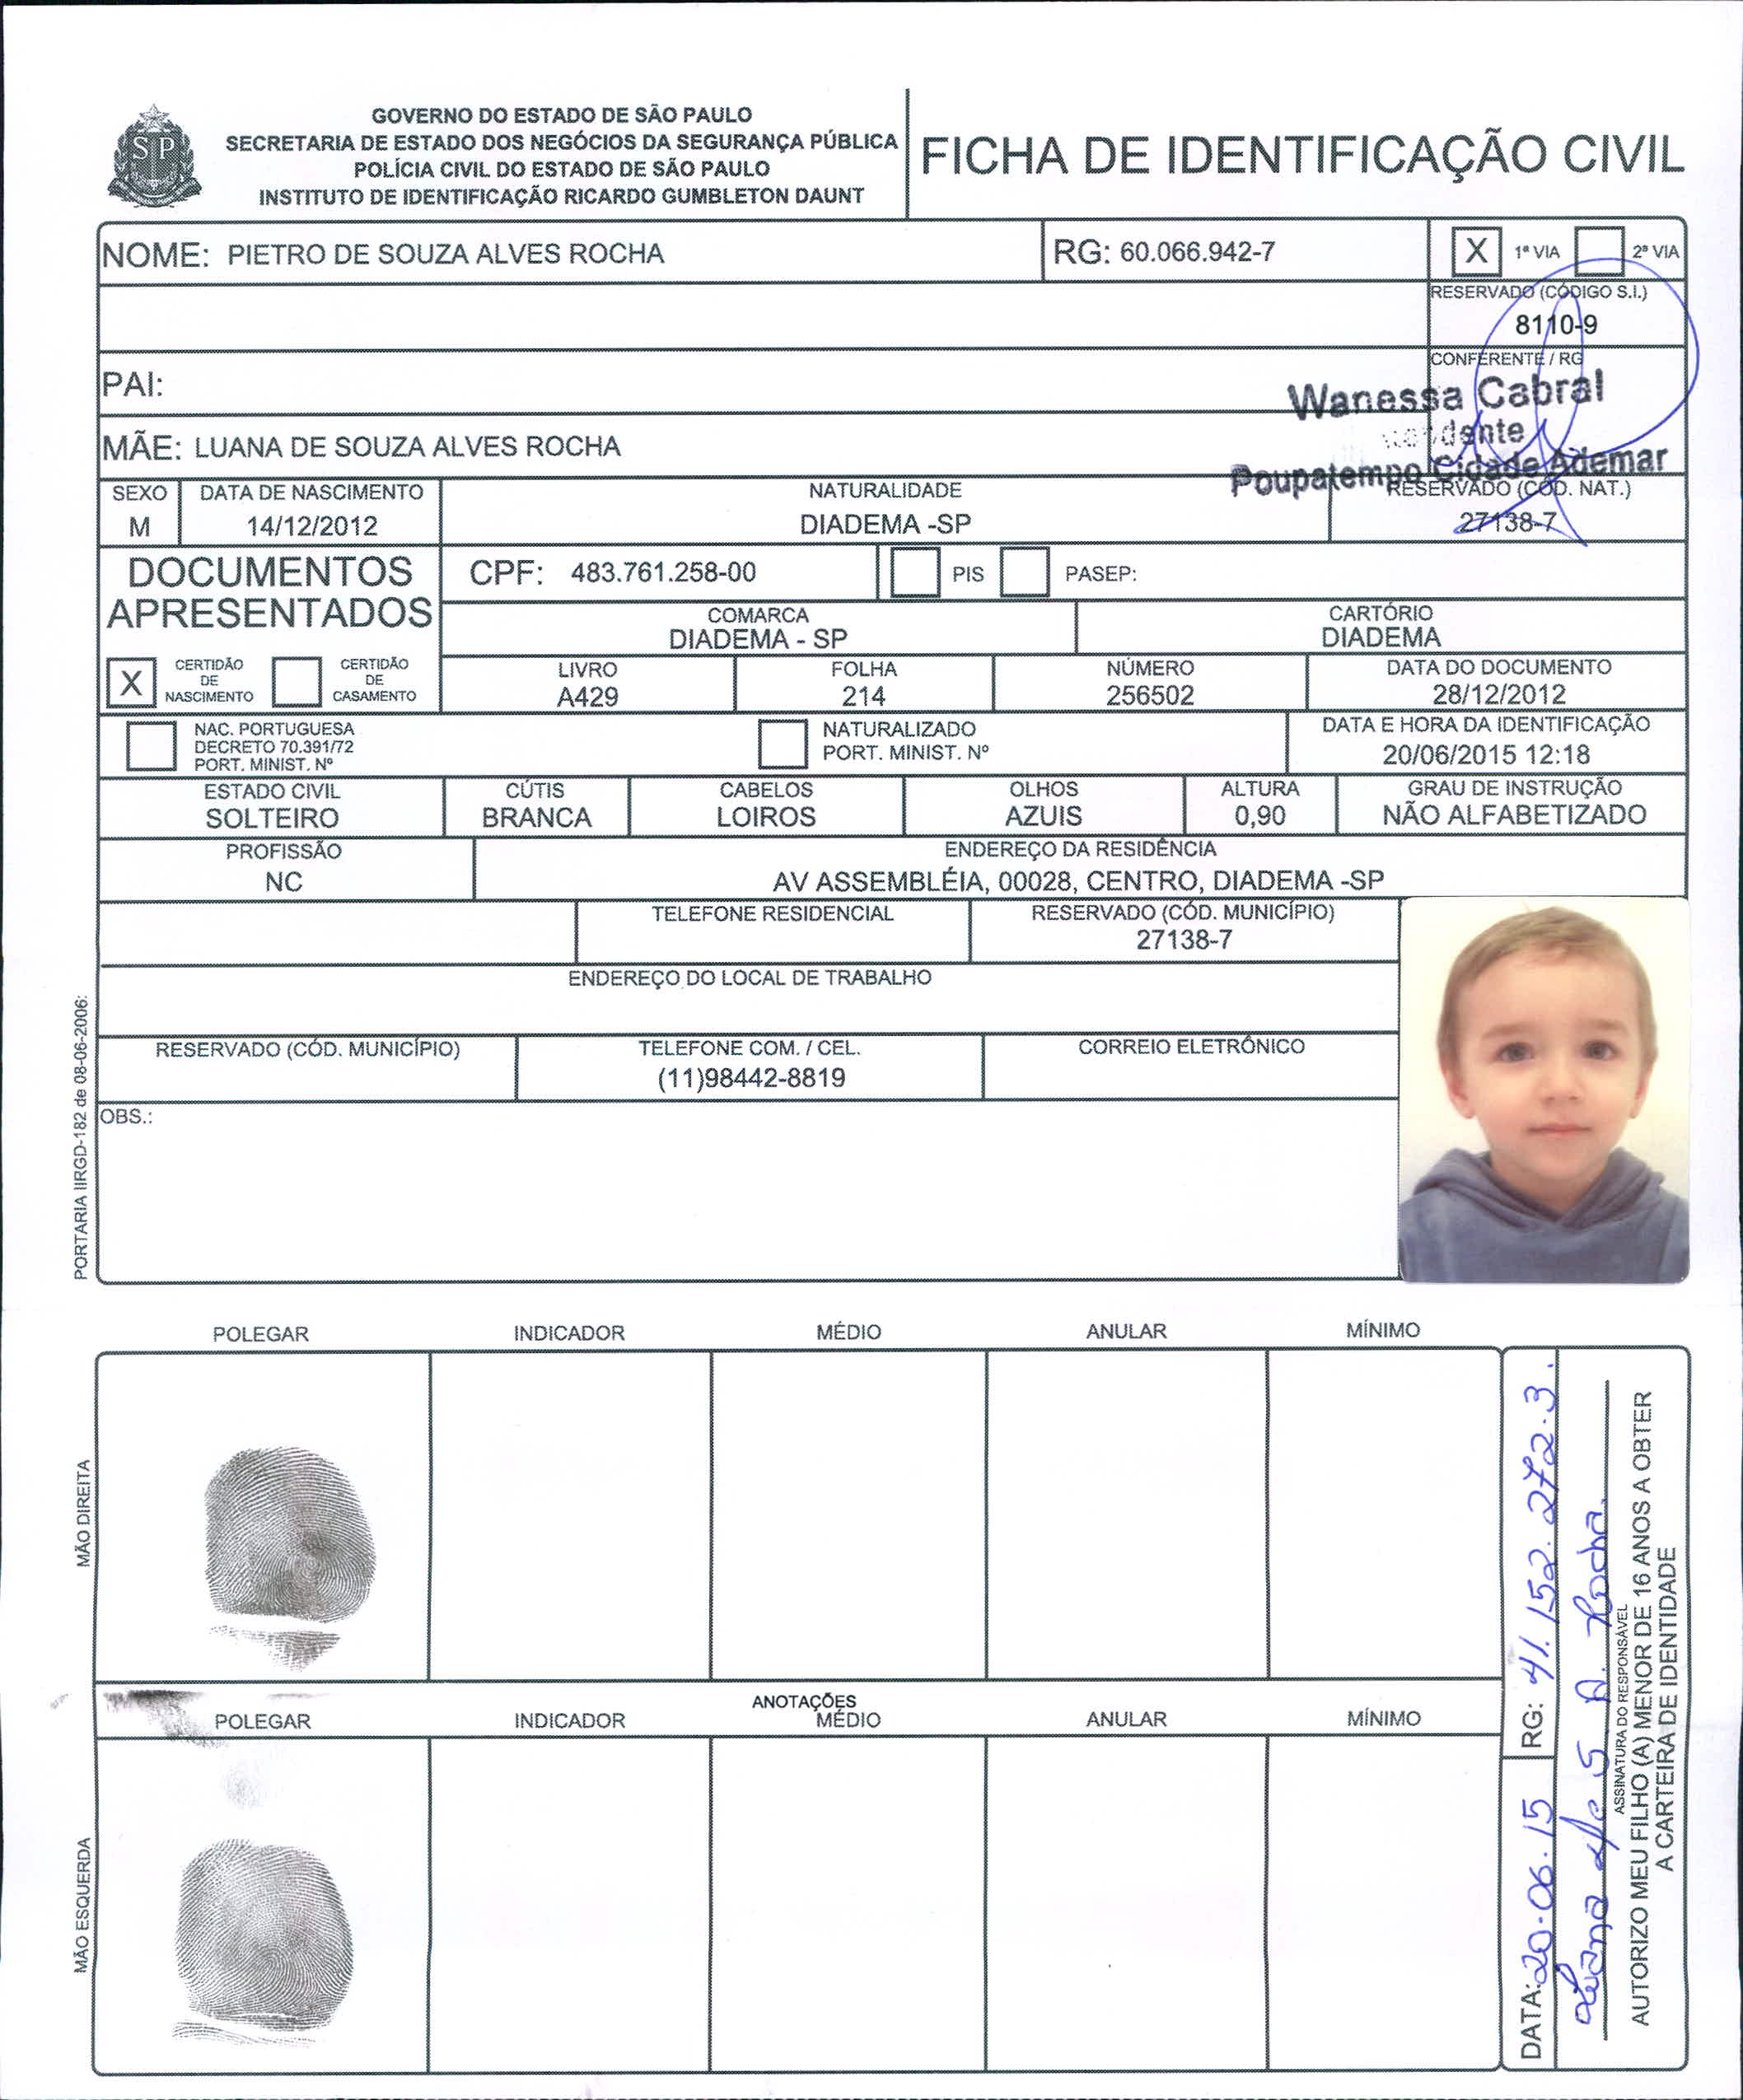 GOVERNO DO ESTADO DE SÃO PAULO
SECRETARIA DE ESTADO DOS NEGÓCIOS DA SEGURANÇA PÚBLICA
POLÍCIA CIVIL DO ESTADO DE SÃO PAULO
INSTITUTO DE IDENTIFICAÇÃO RICARDO GUMBLETON DAUNT
SP
FICHA DE IDENTIFICAÇÃO CIVIL
NOME: PIETRO DE SOUZA ALVES ROCHA
RG: 60.066.942-7
X 1ª VIA 2ª VIA
RESERVADO (CÓDIGO S.I.)
8110-9
PAI:
CONFERENTE / RG
Wanessa Cabral
Poupatempo Cidade Ademar
MÃE: LUANA DE SOUZA ALVES ROCHA
SEXO
M
DATA DE NASCIMENTO
14/12/2012
NATURALIDADE
DIADEMA -SP
RESERVADO (CÓD. NAT.)
27138-7
DOCUMENTOS
APRESENTADOS
CPF: 483.761.258-00
PIS
PASEP:
COMARCA
DIADEMA - SP
CARTÓRIO
DIADEMA
X CERTIDÃO
DE
NASCIMENTO
CERTIDÃO
DE
CASAMENTO
LIVRO
A429
FOLHA
214
NÚMERO
256502
DATA DO DOCUMENTO
28/12/2012
NAC. PORTUGUESA
DECRETO 70.391/72
PORT. MINIST. Nº
NATURALIZADO
PORT. MINIST. Nº
DATA E HORA DA IDENTIFICAÇÃO
20/06/2015 12:18
ESTADO CIVIL
SOLTEIRO
CÚTIS
BRANCA
CABELOS
LOIROS
OLHOS
AZUIS
ALTURA
0,90
GRAU DE INSTRUÇÃO
NÃO ALFABETIZADO
PROFISSÃO
NC
ENDEREÇO DA RESIDÊNCIA
AV ASSEMBLÉIA, 00028, CENTRO, DIADEMA -SP
TELEFONE RESIDENCIAL
RESERVADO (CÓD. MUNICÍPIO)
27138-7
ENDEREÇO DO LOCAL DE TRABALHO
RESERVADO (CÓD. MUNICÍPIO)
TELEFONE COM. / CEL.
(11)98442-8819
CORREIO ELETRÔNICO
OBS.:
PORTARIA IIRGD-182 de 08-06-2006:
POLEGAR INDICADOR MÉDIO ANULAR MÍNIMO
MÃO DIREITA
ANOTAÇÕES
POLEGAR INDICADOR MÉDIO ANULAR MÍNIMO
MÃO ESQUERDA
DATA: 20.06.15
RG: 41.152.272.3.
Luana de S A. Rocha.
ASSINATURA DO RESPONSÁVEL
AUTORIZO MEU FILHO (A) MENOR DE 16 ANOS A OBTER
A CARTEIRA DE IDENTIDADE